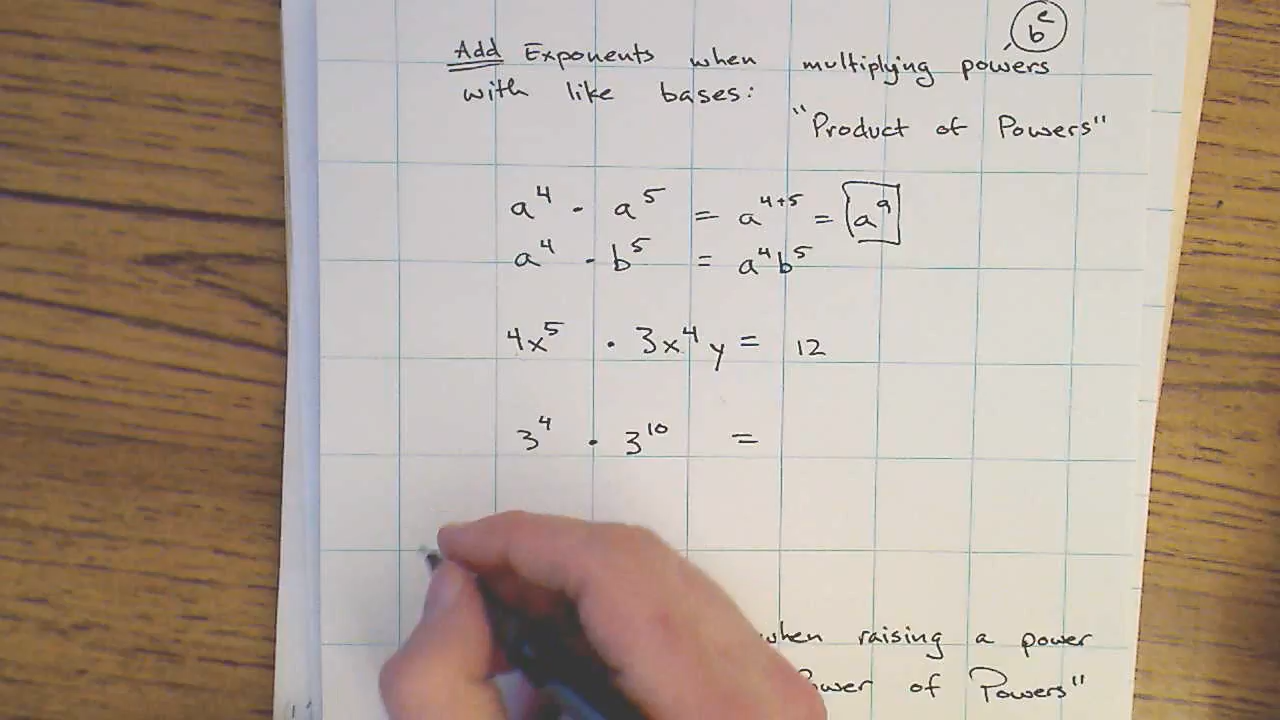 b^e
Add Exponents when multiplying powers
with like bases:
"Product of Powers"
a^4 · a^5 = a^{4+5} = a^9
a^4 · b^5 = a^4b^5
4x^5 · 3x^4y = 12
3^4 · 3^{10} =
when raising a power
of Powers"